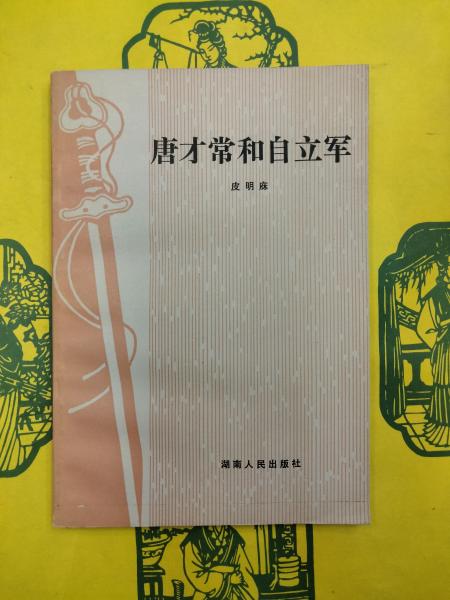 唐才常和自立军
皮明庥
湖南人民出版社